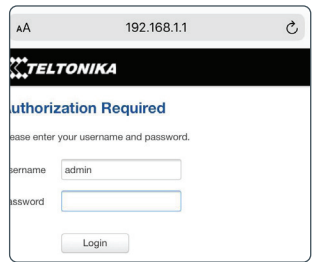 AA 192.168.1.1
TELTONIKA
uthorization Required
ease enter your username and password.
sername admin
assword
Login